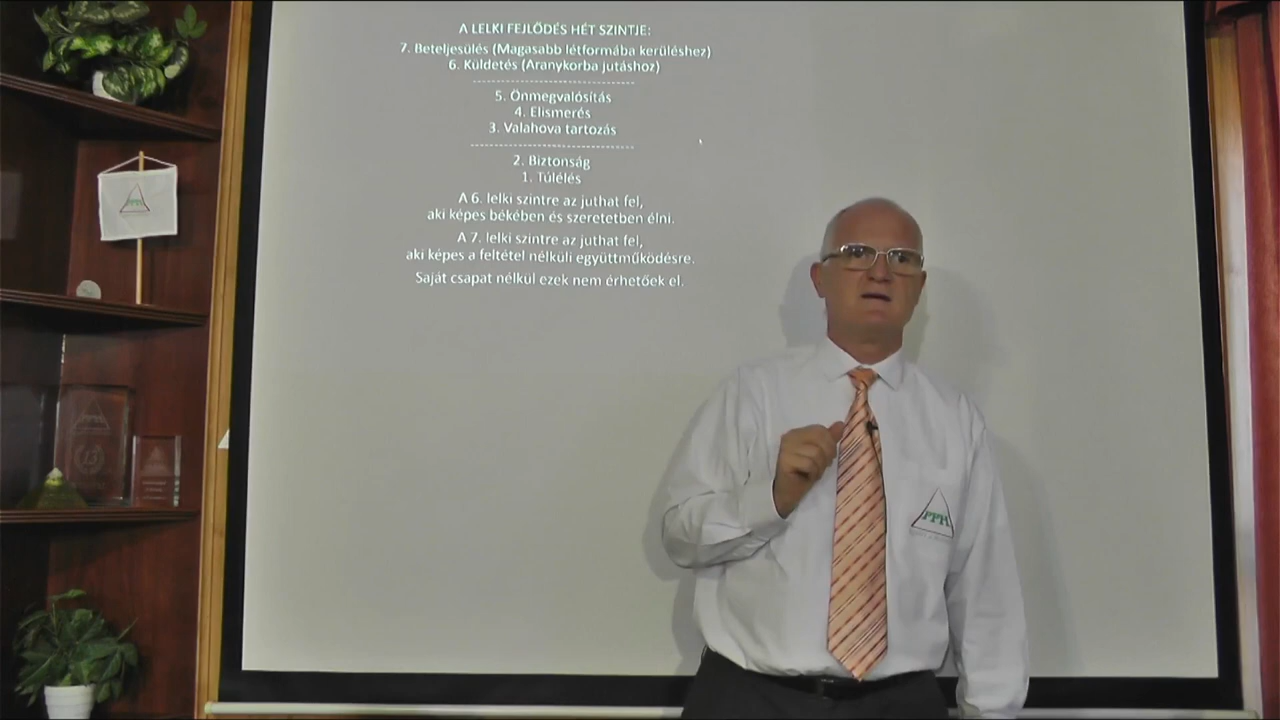 A LELKI FEJLŐDÉS HÉT SZINTJE:
7. Beteljesülés (Magasabb létformába kerüléshez)
6. Küldetés (Aranykorba jutáshoz)
------------------------------
5. Önmegvalósítás
4. Elismerés
3. Valahova tartozás
------------------------------
2. Biztonság
1. Túlélés
A 6. lelki szintre az juthat fel,
aki képes békében és szeretetben élni.
A 7. lelki szintre az juthat fel,
aki képes a feltétel nélküli együttműködésre.
Saját csapat nélkül ezek nem érhetőek el.